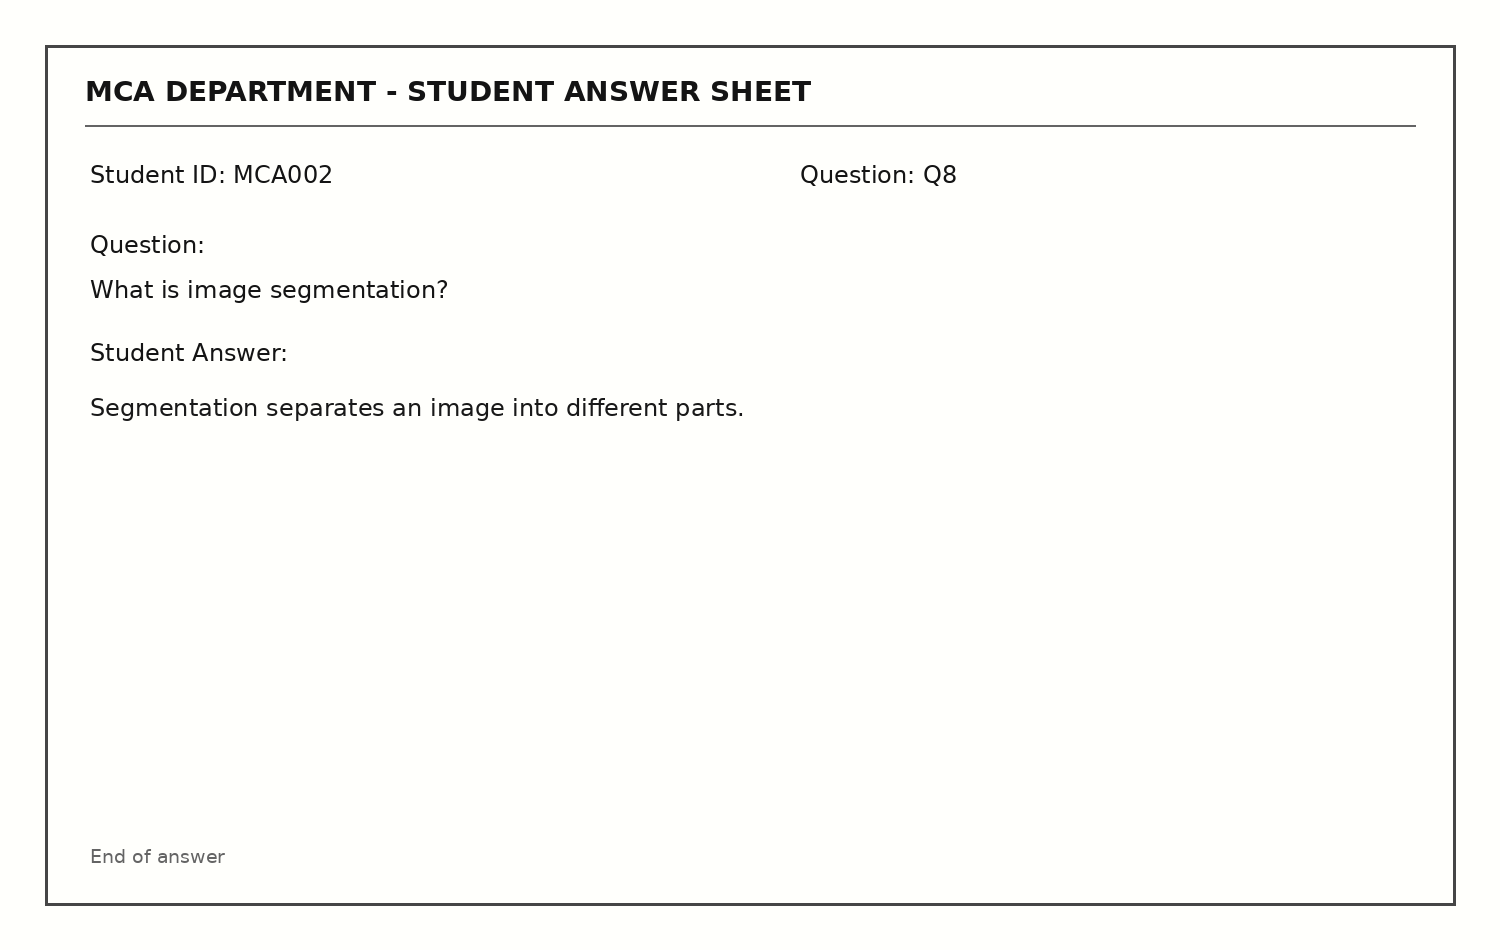 MCA DEPARTMENT - STUDENT ANSWER SHEET
Student ID: MCA002 Question: Q8
Question:
What is image segmentation?
Student Answer:
Segmentation separates an image into different parts.
End of answer